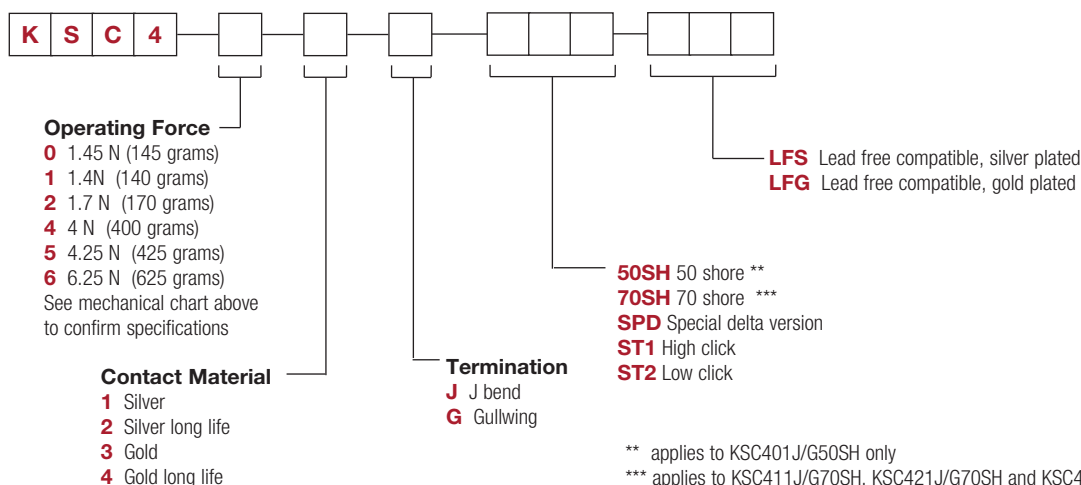 K S C 4
Operating Force
0 1.45 N (145 grams)
1 1.4N (140 grams)
2 1.7 N (170 grams)
4 4 N (400 grams)
5 4.25 N (425 grams)
6 6.25 N (625 grams)
See mechanical chart above
to confirm specifications
Contact Material
1 Silver
2 Silver long life
3 Gold
4 Gold long life
Termination
J J bend
G Gullwing
50SH 50 shore **
70SH 70 shore ***
SPD Special delta version
ST1 High click
ST2 Low click
LFS Lead free compatible, silver plated
LFG Lead free compatible, gold plated
** applies to KSC401J/G50SH only
*** applies to KSC411J/G70SH, KSC421J/G70SH and KSC4